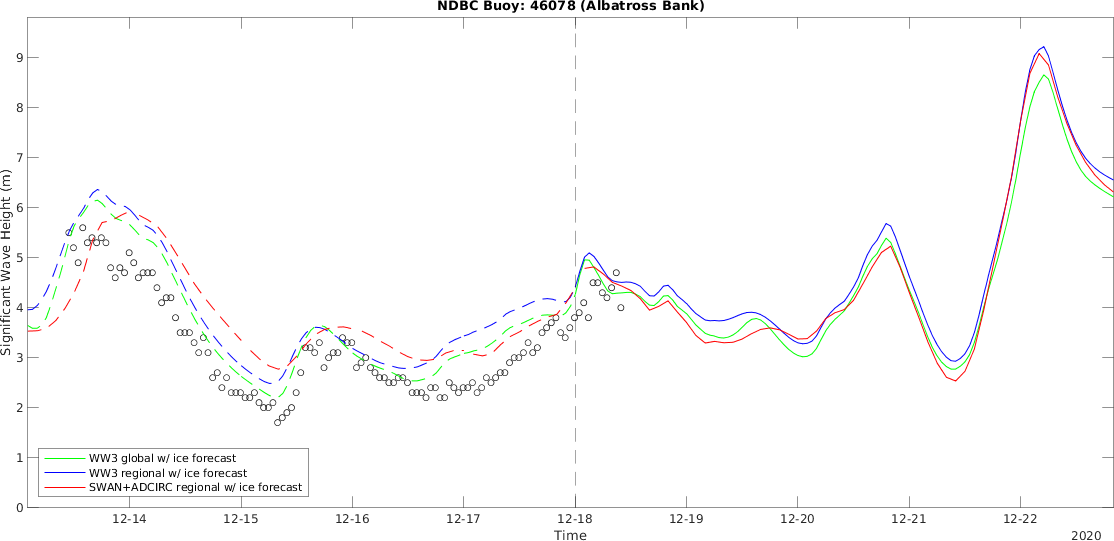 NDBC Buoy: 46078 (Albatross Bank)
Significant Wave Height (m)
9
8
7
6
5
4
3
2
1
0
WW3 global w/ ice forecast
WW3 regional w/ ice forecast
SWAN+ADCIRC regional w/ ice forecast
12-14 12-15 12-16 12-17 12-18 12-19 12-20 12-21 12-22
Time
2020